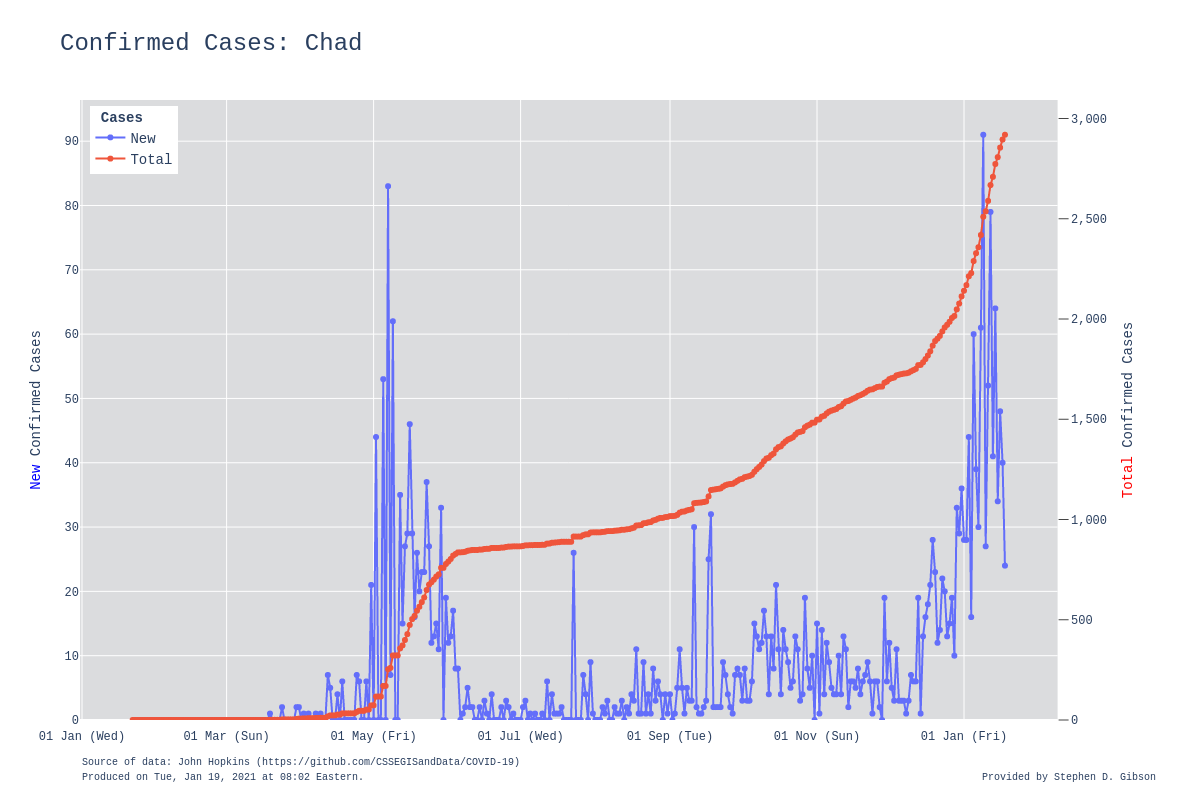 Confirmed Cases: Chad
Cases
New
Total
90
80
70
60
50
40
30
20
10
0
3,000
2,500
2,000
1,500
1,000
500
0
New Confirmed Cases
Total Confirmed Cases
01 Jan (Wed) 01 Mar (Sun) 01 May (Fri) 01 Jul (Wed) 01 Sep (Tue) 01 Nov (Sun) 01 Jan (Fri)
Source of data: John Hopkins (https://github.com/CSSEGISandData/COVID-19)
Produced on Tue, Jan 19, 2021 at 08:02 Eastern.
Provided by Stephen D. Gibson